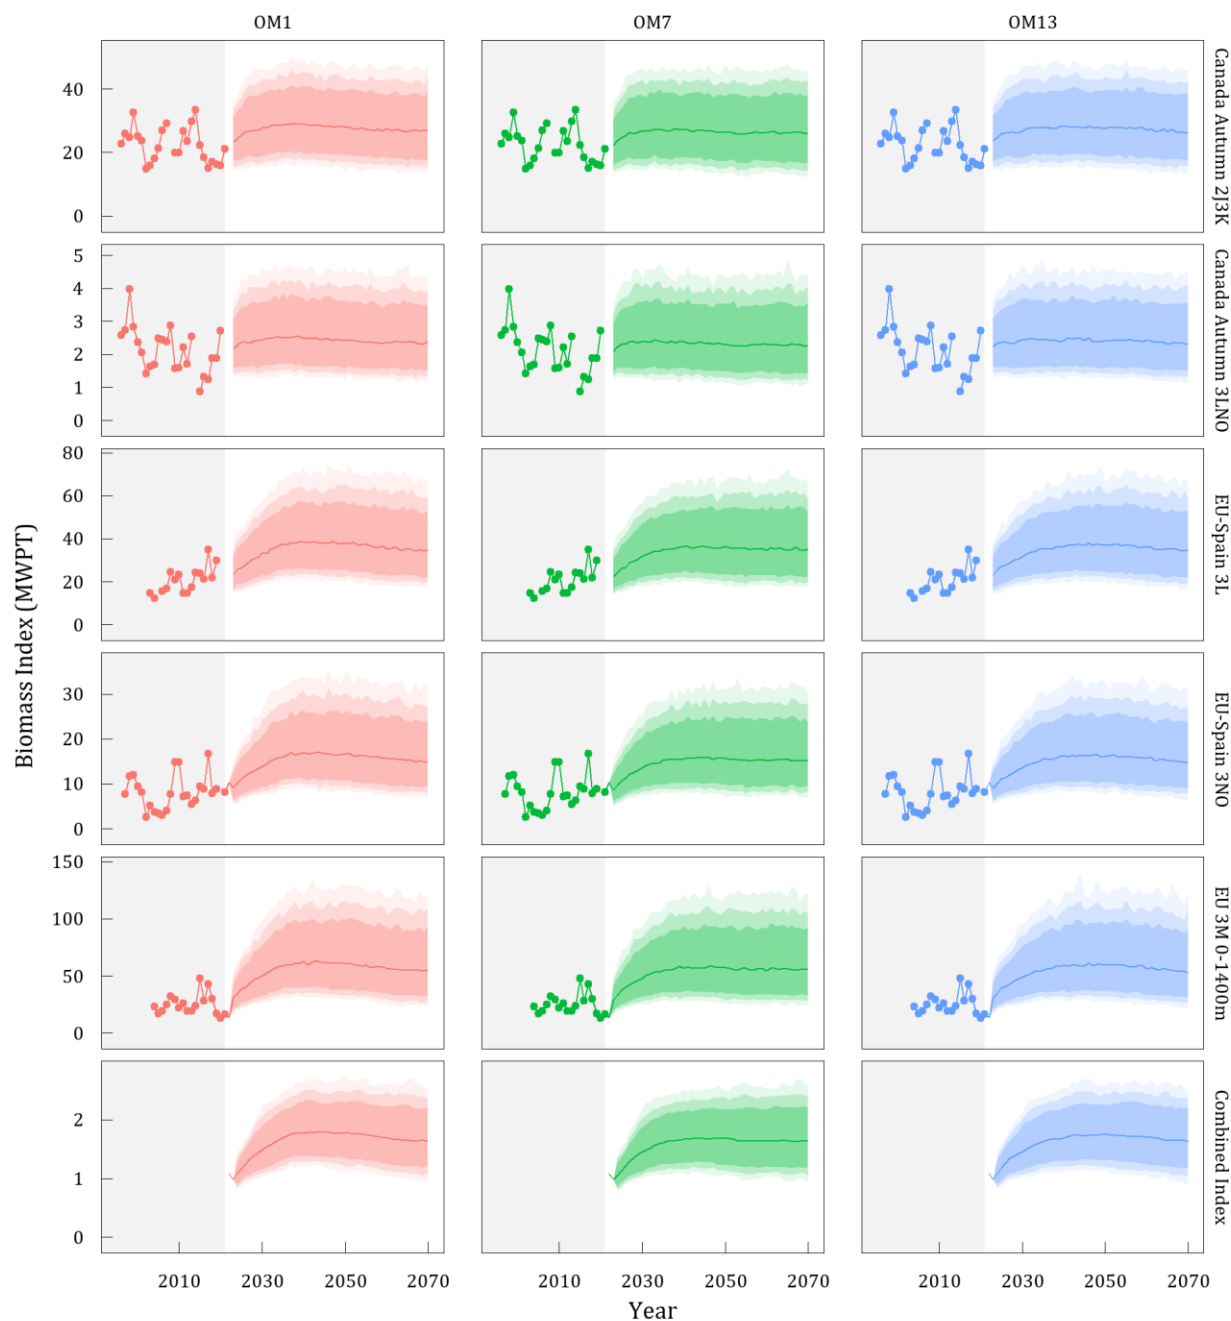 OM1 OM7 OM13
Biomass Index (MWPT)
40
20
0
Canada Autumn 2J3K
5
4
3
2
1
0
Canada Autumn 3LNO
80
60
40
20
0
EU-Spain 3L
30
20
10
0
EU-Spain 3NO
150
100
50
0
EU 3M 0-1400m
2
1
0
Combined Index
2010 2030 2050 2070 2010 2030 2050 2070 2010 2030 2050 2070
Year